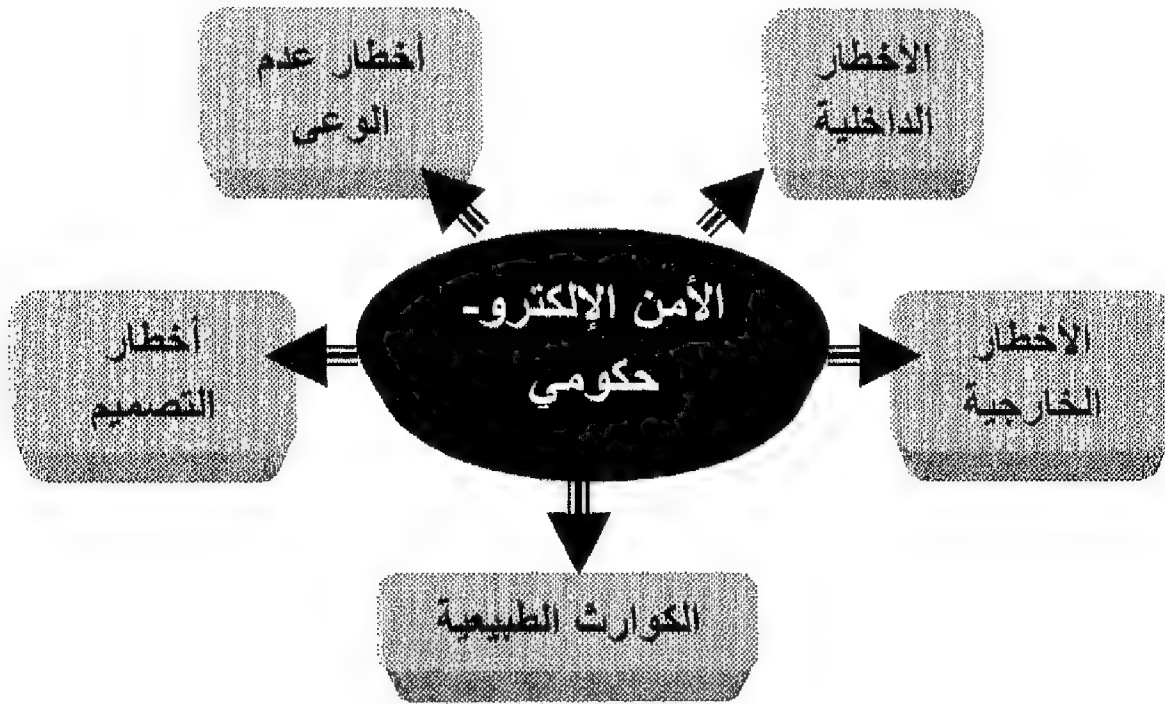 الأخطار
الداخلية
أخطار عدم
الوعى
الأمن الإلكترو-
حكومي
الأخطار
الخارجية
أخطار
التصميم
الكوارث الطبيعية